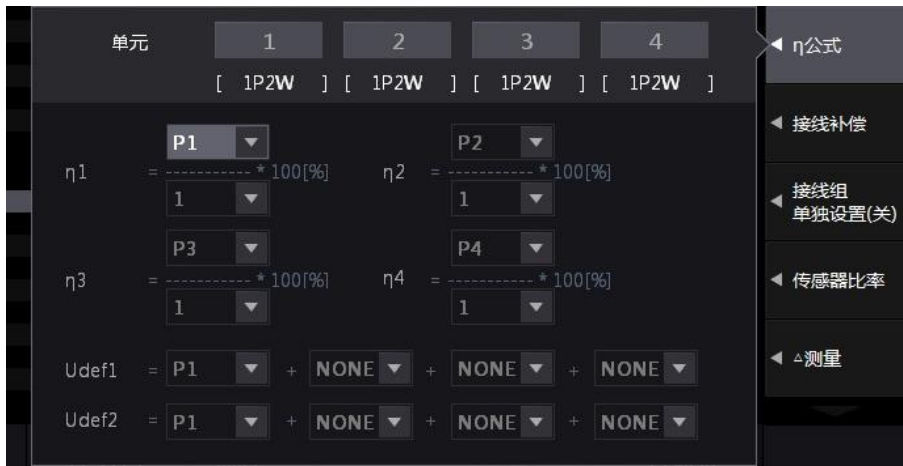 单元 1 2 3 4
[ 1P2W ] [ 1P2W ] [ 1P2W ] [ 1P2W ]
P1 P2
η1 = ----------- * 100[%] η2 = ----------- * 100[%]
1 1
P3 P4
η3 = ----------- * 100[%] η4 = ----------- * 100[%]
1 1
Udef1 = P1 + NONE + NONE + NONE
Udef2 = P1 + NONE + NONE + NONE
η公式
接线补偿
接线组
单独设置(关)
传感器比率
△测量